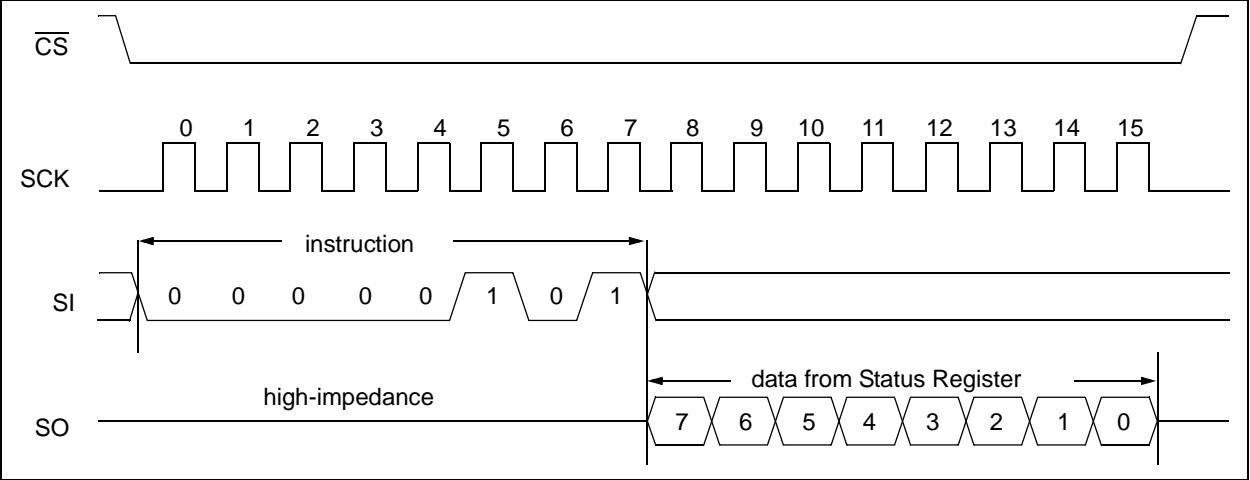 CS
0 1 2 3 4 5 6 7 8 9 10 11 12 13 14 15
SCK
instruction
SI 0 0 0 0 0 1 0 1
data from Status Register
high-impedance
SO 7 6 5 4 3 2 1 0